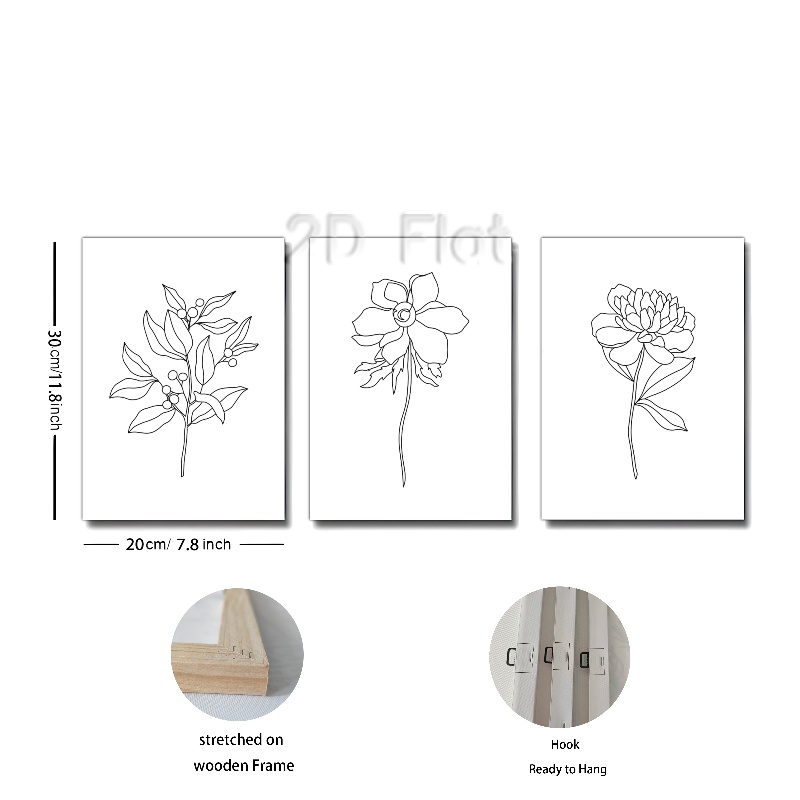 2D Flat
30cm/11.8inch
20cm/ 7.8 inch
stretched on
wooden Frame
Hook
Ready to Hang